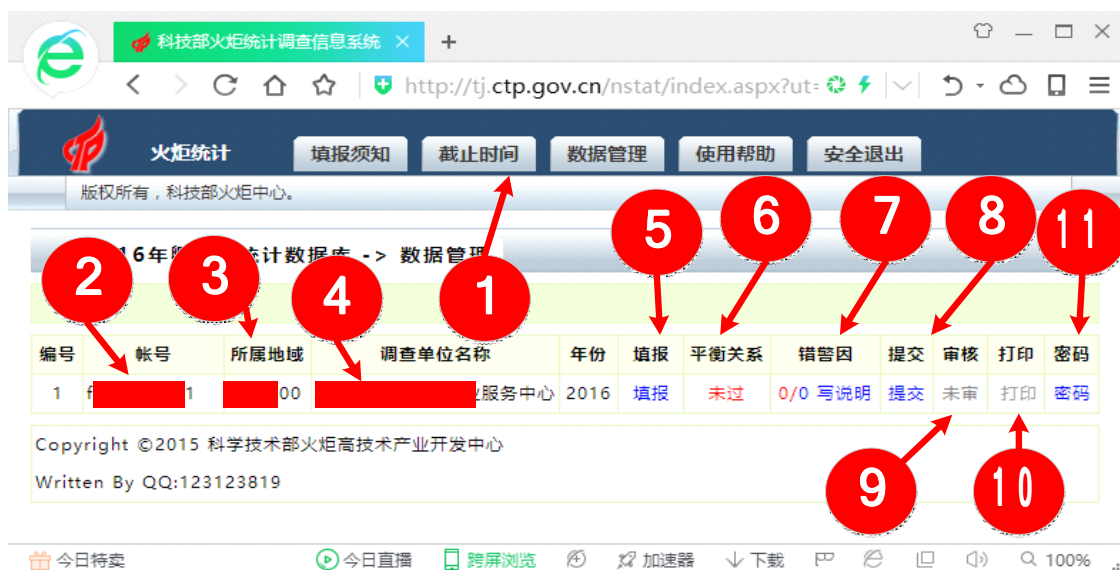 科技部火炬统计调查信息系统
http://tj.ctp.gov.cn/nstat/index.aspx?ut=
火炬统计 填报须知 截止时间 数据管理 使用帮助 安全退出
版权所有，科技部火炬中心。
5 6 7 8 11
2 3 4 1
6年 统计数据库 -> 数据管理
编号 帐号 所属地域 调查单位名称 年份 填报 平衡关系 错警因 提交 审核 打印 密码
1 f 1 00 服务中心 2016 填报 未过 0/0 写说明 提交 未审 打印 密码
Copyright ©2015 科学技术部火炬高技术产业开发中心
Written By QQ:123123819
9 10
今日特卖 今日直播 跨屏浏览 加速器 下载 100%